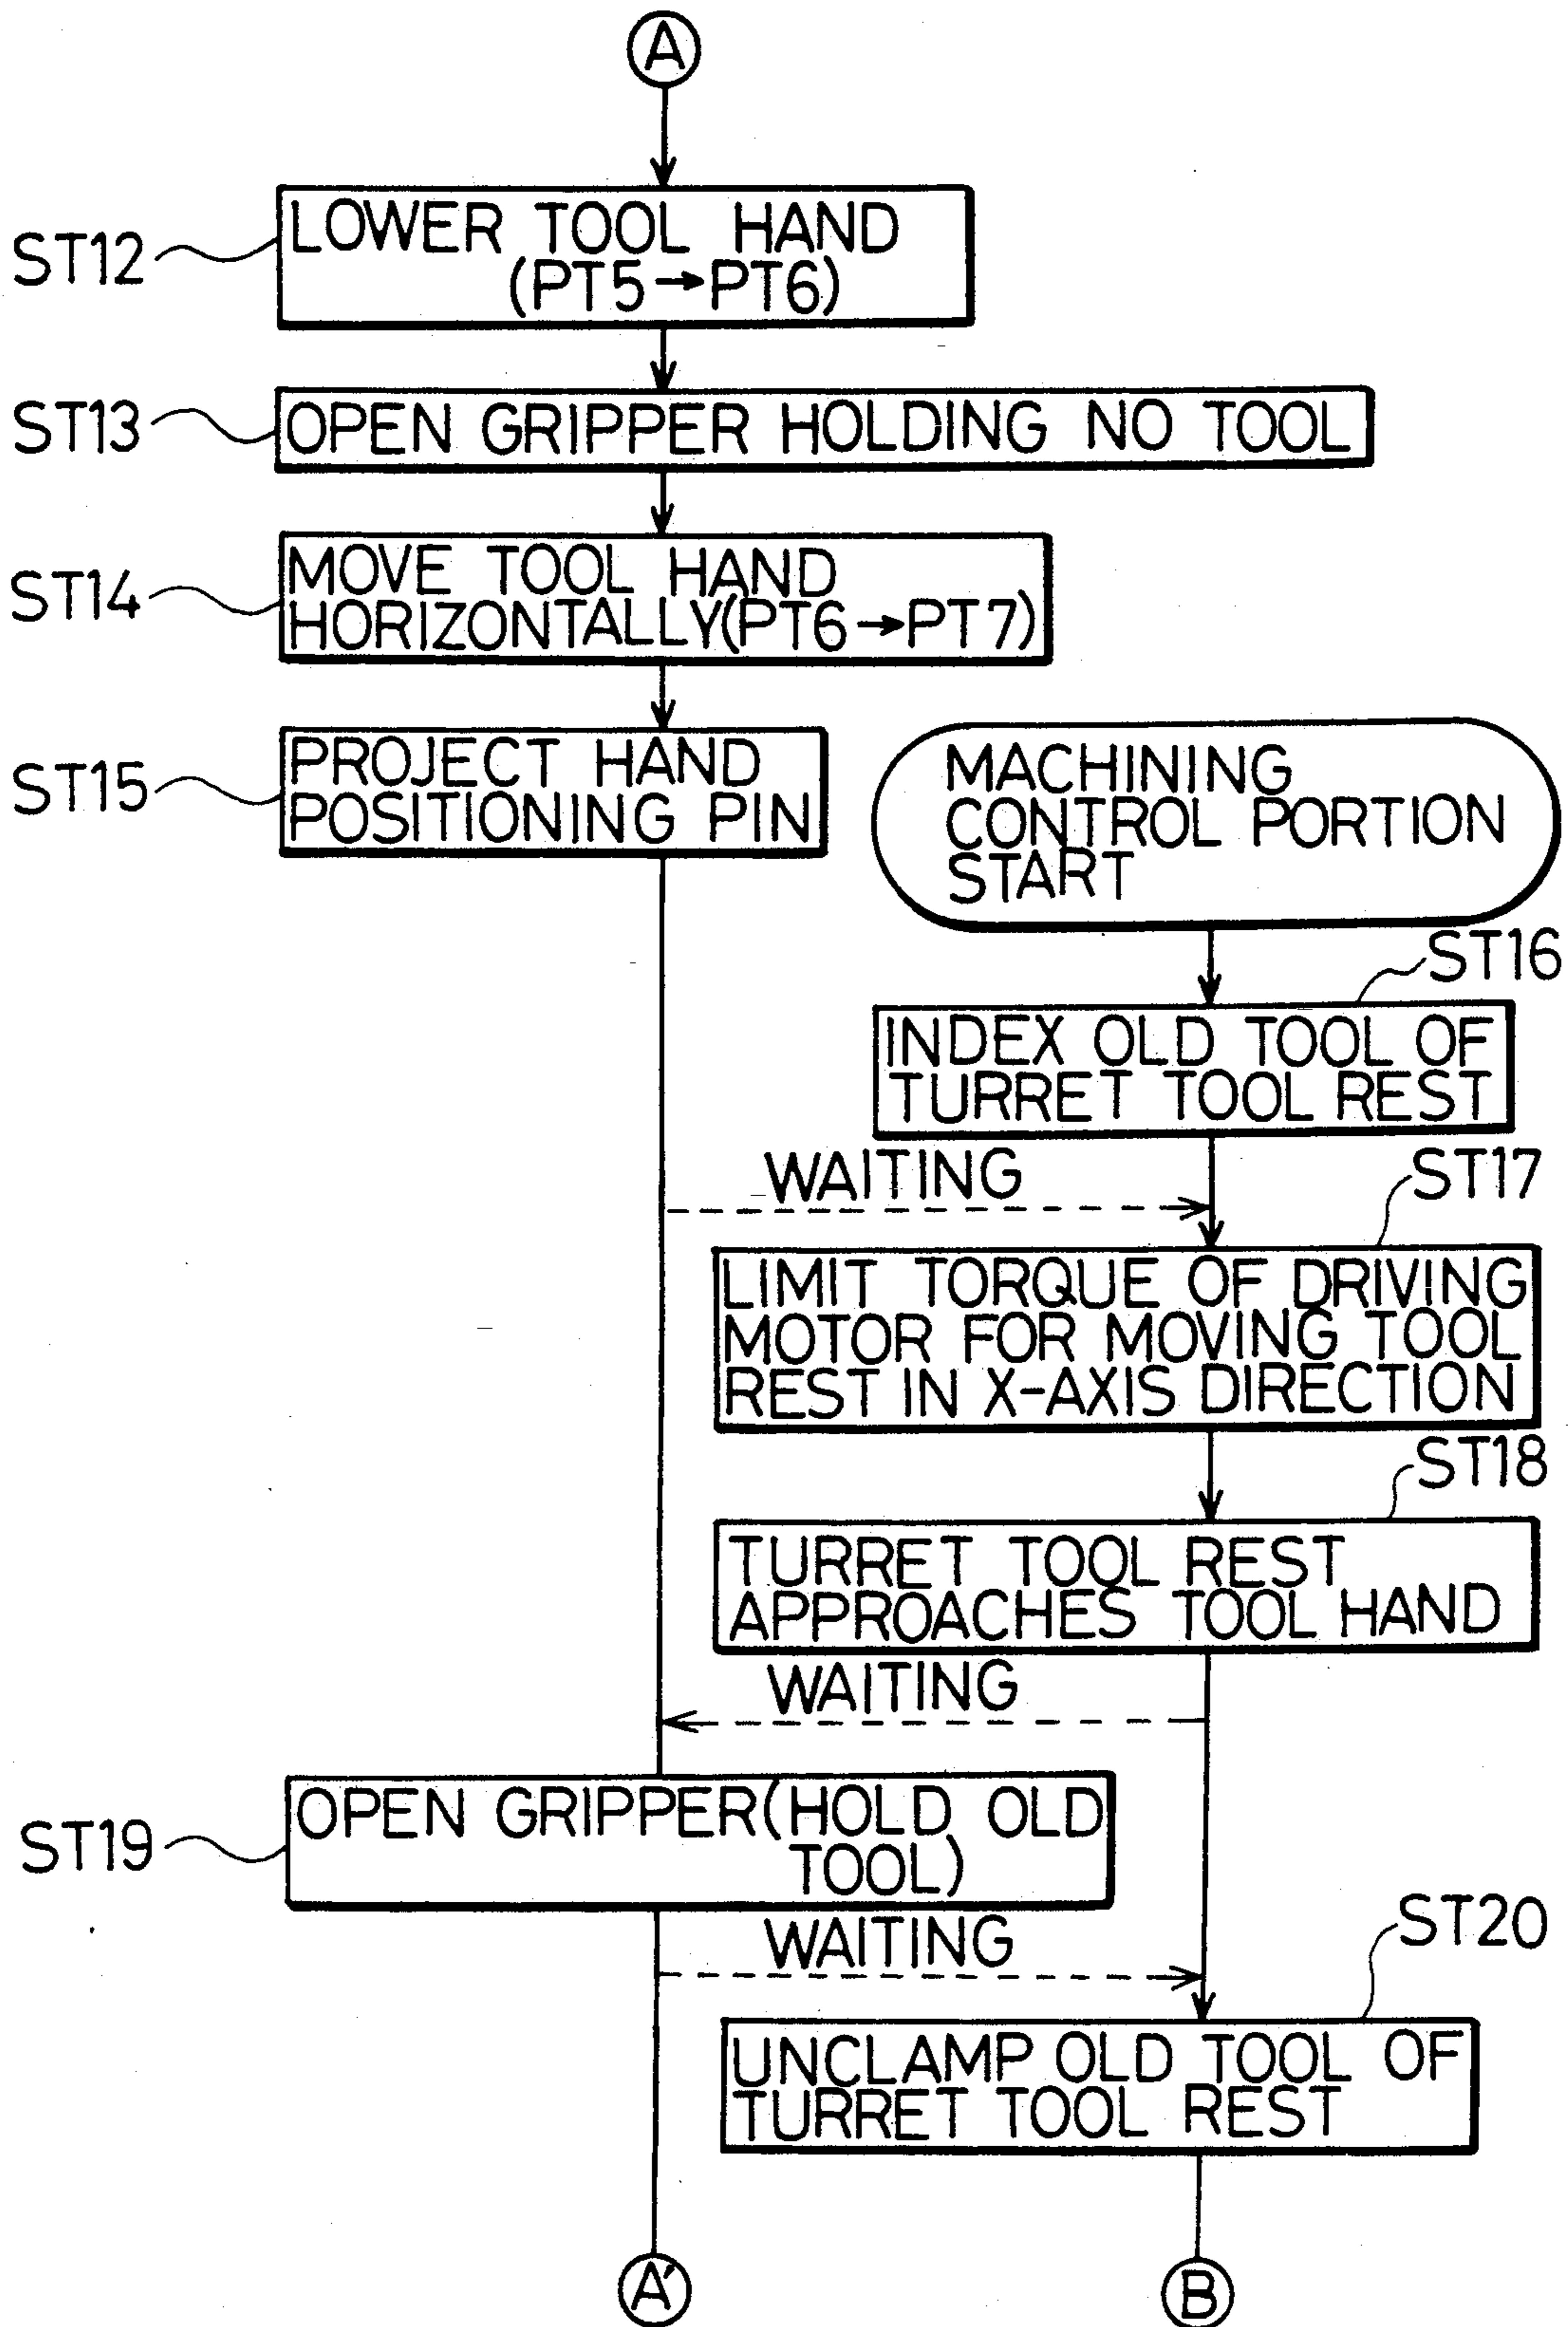 A
ST12
LOWER TOOL HAND
(PT5→PT6)
ST13
OPEN GRIPPER HOLDING NO TOOL
ST14
MOVE TOOL HAND
HORIZONTALLY(PT6→PT7)
ST15
PROJECT HAND
POSITIONING PIN
MACHINING
CONTROL PORTION
START
ST16
INDEX OLD TOOL OF
TURRET TOOL REST
WAITING
ST17
LIMIT TORQUE OF DRIVING
MOTOR FOR MOVING TOOL
REST IN X-AXIS DIRECTION
ST18
TURRET TOOL REST
APPROACHES TOOL HAND
WAITING
ST19
OPEN GRIPPER(HOLD OLD
TOOL)
WAITING
ST20
UNCLAMP OLD TOOL OF
TURRET TOOL REST
A'
B